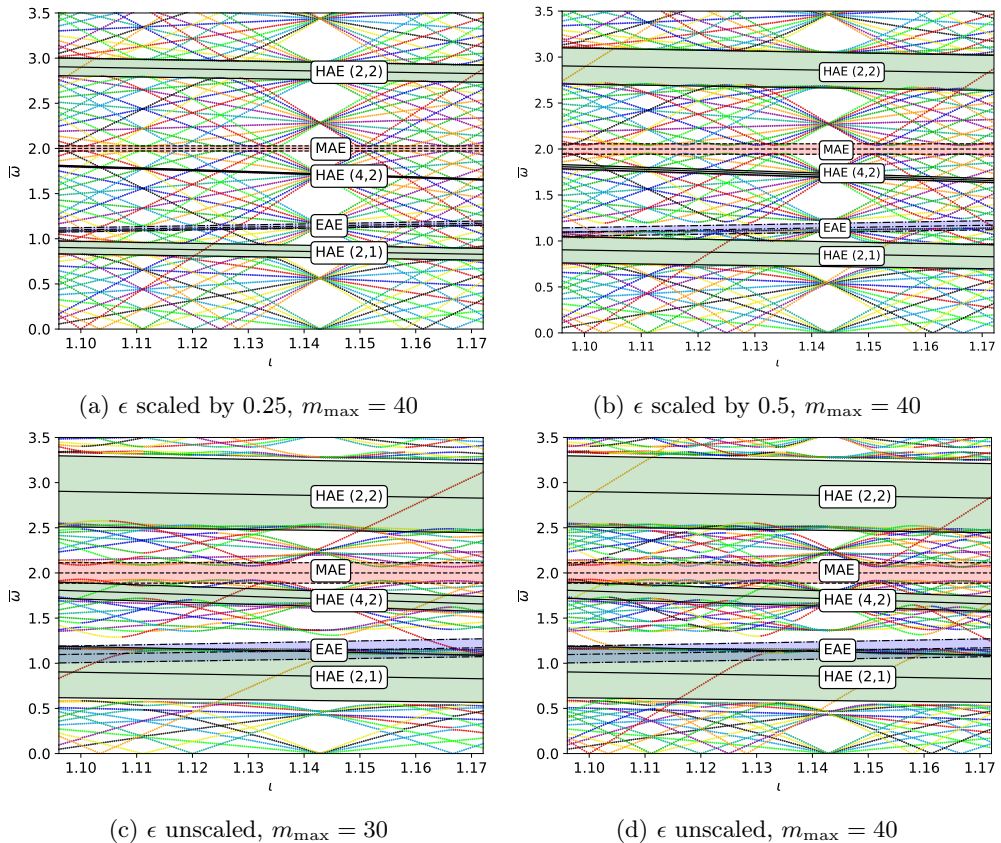 3.5
3.0
2.5
2.0
1.5
1.0
0.5
0.0
ω̅
HAE (2,2)
MAE
HAE (4,2)
EAE
HAE (2,1)
1.10 1.11 1.12 1.13 1.14 1.15 1.16 1.17
ι
(a) ϵ scaled by 0.25, m_max = 40
3.5
3.0
2.5
2.0
1.5
1.0
0.5
0.0
ω̅
HAE (2,2)
MAE
HAE (4,2)
EAE
HAE (2,1)
1.10 1.11 1.12 1.13 1.14 1.15 1.16 1.17
ι
(b) ϵ scaled by 0.5, m_max = 40
3.5
3.0
2.5
2.0
1.5
1.0
0.5
0.0
ω̅
HAE (2,2)
MAE
HAE (4,2)
EAE
HAE (2,1)
1.10 1.11 1.12 1.13 1.14 1.15 1.16 1.17
ι
(c) ϵ unscaled, m_max = 30
3.5
3.0
2.5
2.0
1.5
1.0
0.5
0.0
ω̅
HAE (2,2)
MAE
HAE (4,2)
EAE
HAE (2,1)
1.10 1.11 1.12 1.13 1.14 1.15 1.16 1.17
ι
(d) ϵ unscaled, m_max = 40